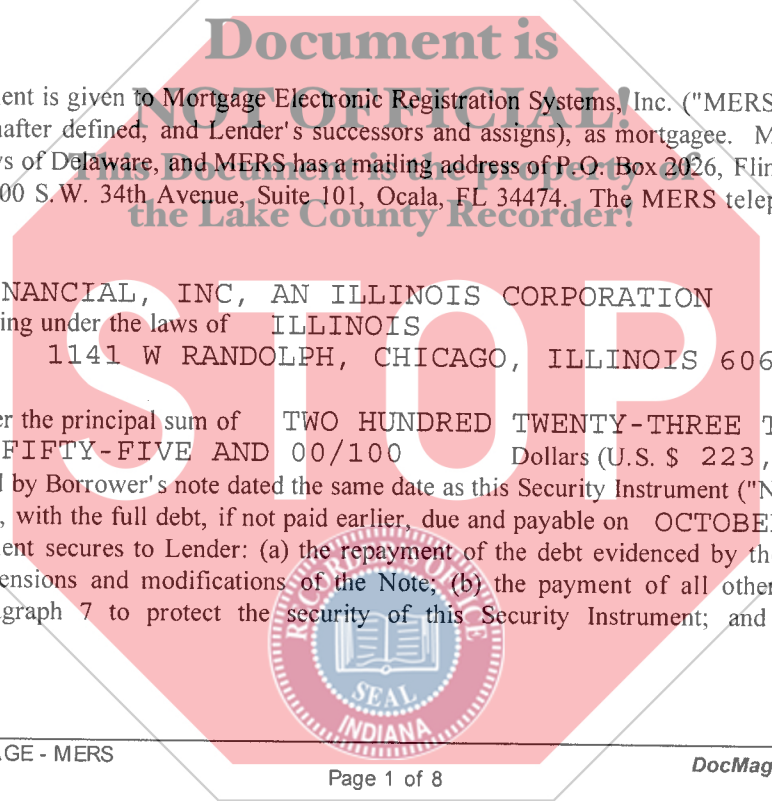 Document is
NOT OFFICIAL!
This Document is the property of
the Lake County Recorder!
STOP
ent is given to Mortgage Electronic Registration Systems, Inc. ("MERS
after defined, and Lender's successors and assigns), as mortgagee. M
s of Delaware, and MERS has a mailing address of P.O. Box 2026, Flin
00 S.W. 34th Avenue, Suite 101, Ocala, FL 34474. The MERS telep
NANCIAL, INC, AN ILLINOIS CORPORATION
ing under the laws of ILLINOIS
1141 W RANDOLPH, CHICAGO, ILLINOIS 606
er the principal sum of TWO HUNDRED TWENTY-THREE T
FIFTY-FIVE AND 00/100 Dollars (U.S. $ 223,
d by Borrower's note dated the same date as this Security Instrument ("N
, with the full debt, if not paid earlier, due and payable on OCTOBER
ent secures to Lender: (a) the repayment of the debt evidenced by th
ensions and modifications of the Note; (b) the payment of all other
graph 7 to protect the security of this Security Instrument; and
RECORDER'S OFFICE
SEAL
INDIANA
AGE - MERS
Page 1 of 8
DocMag